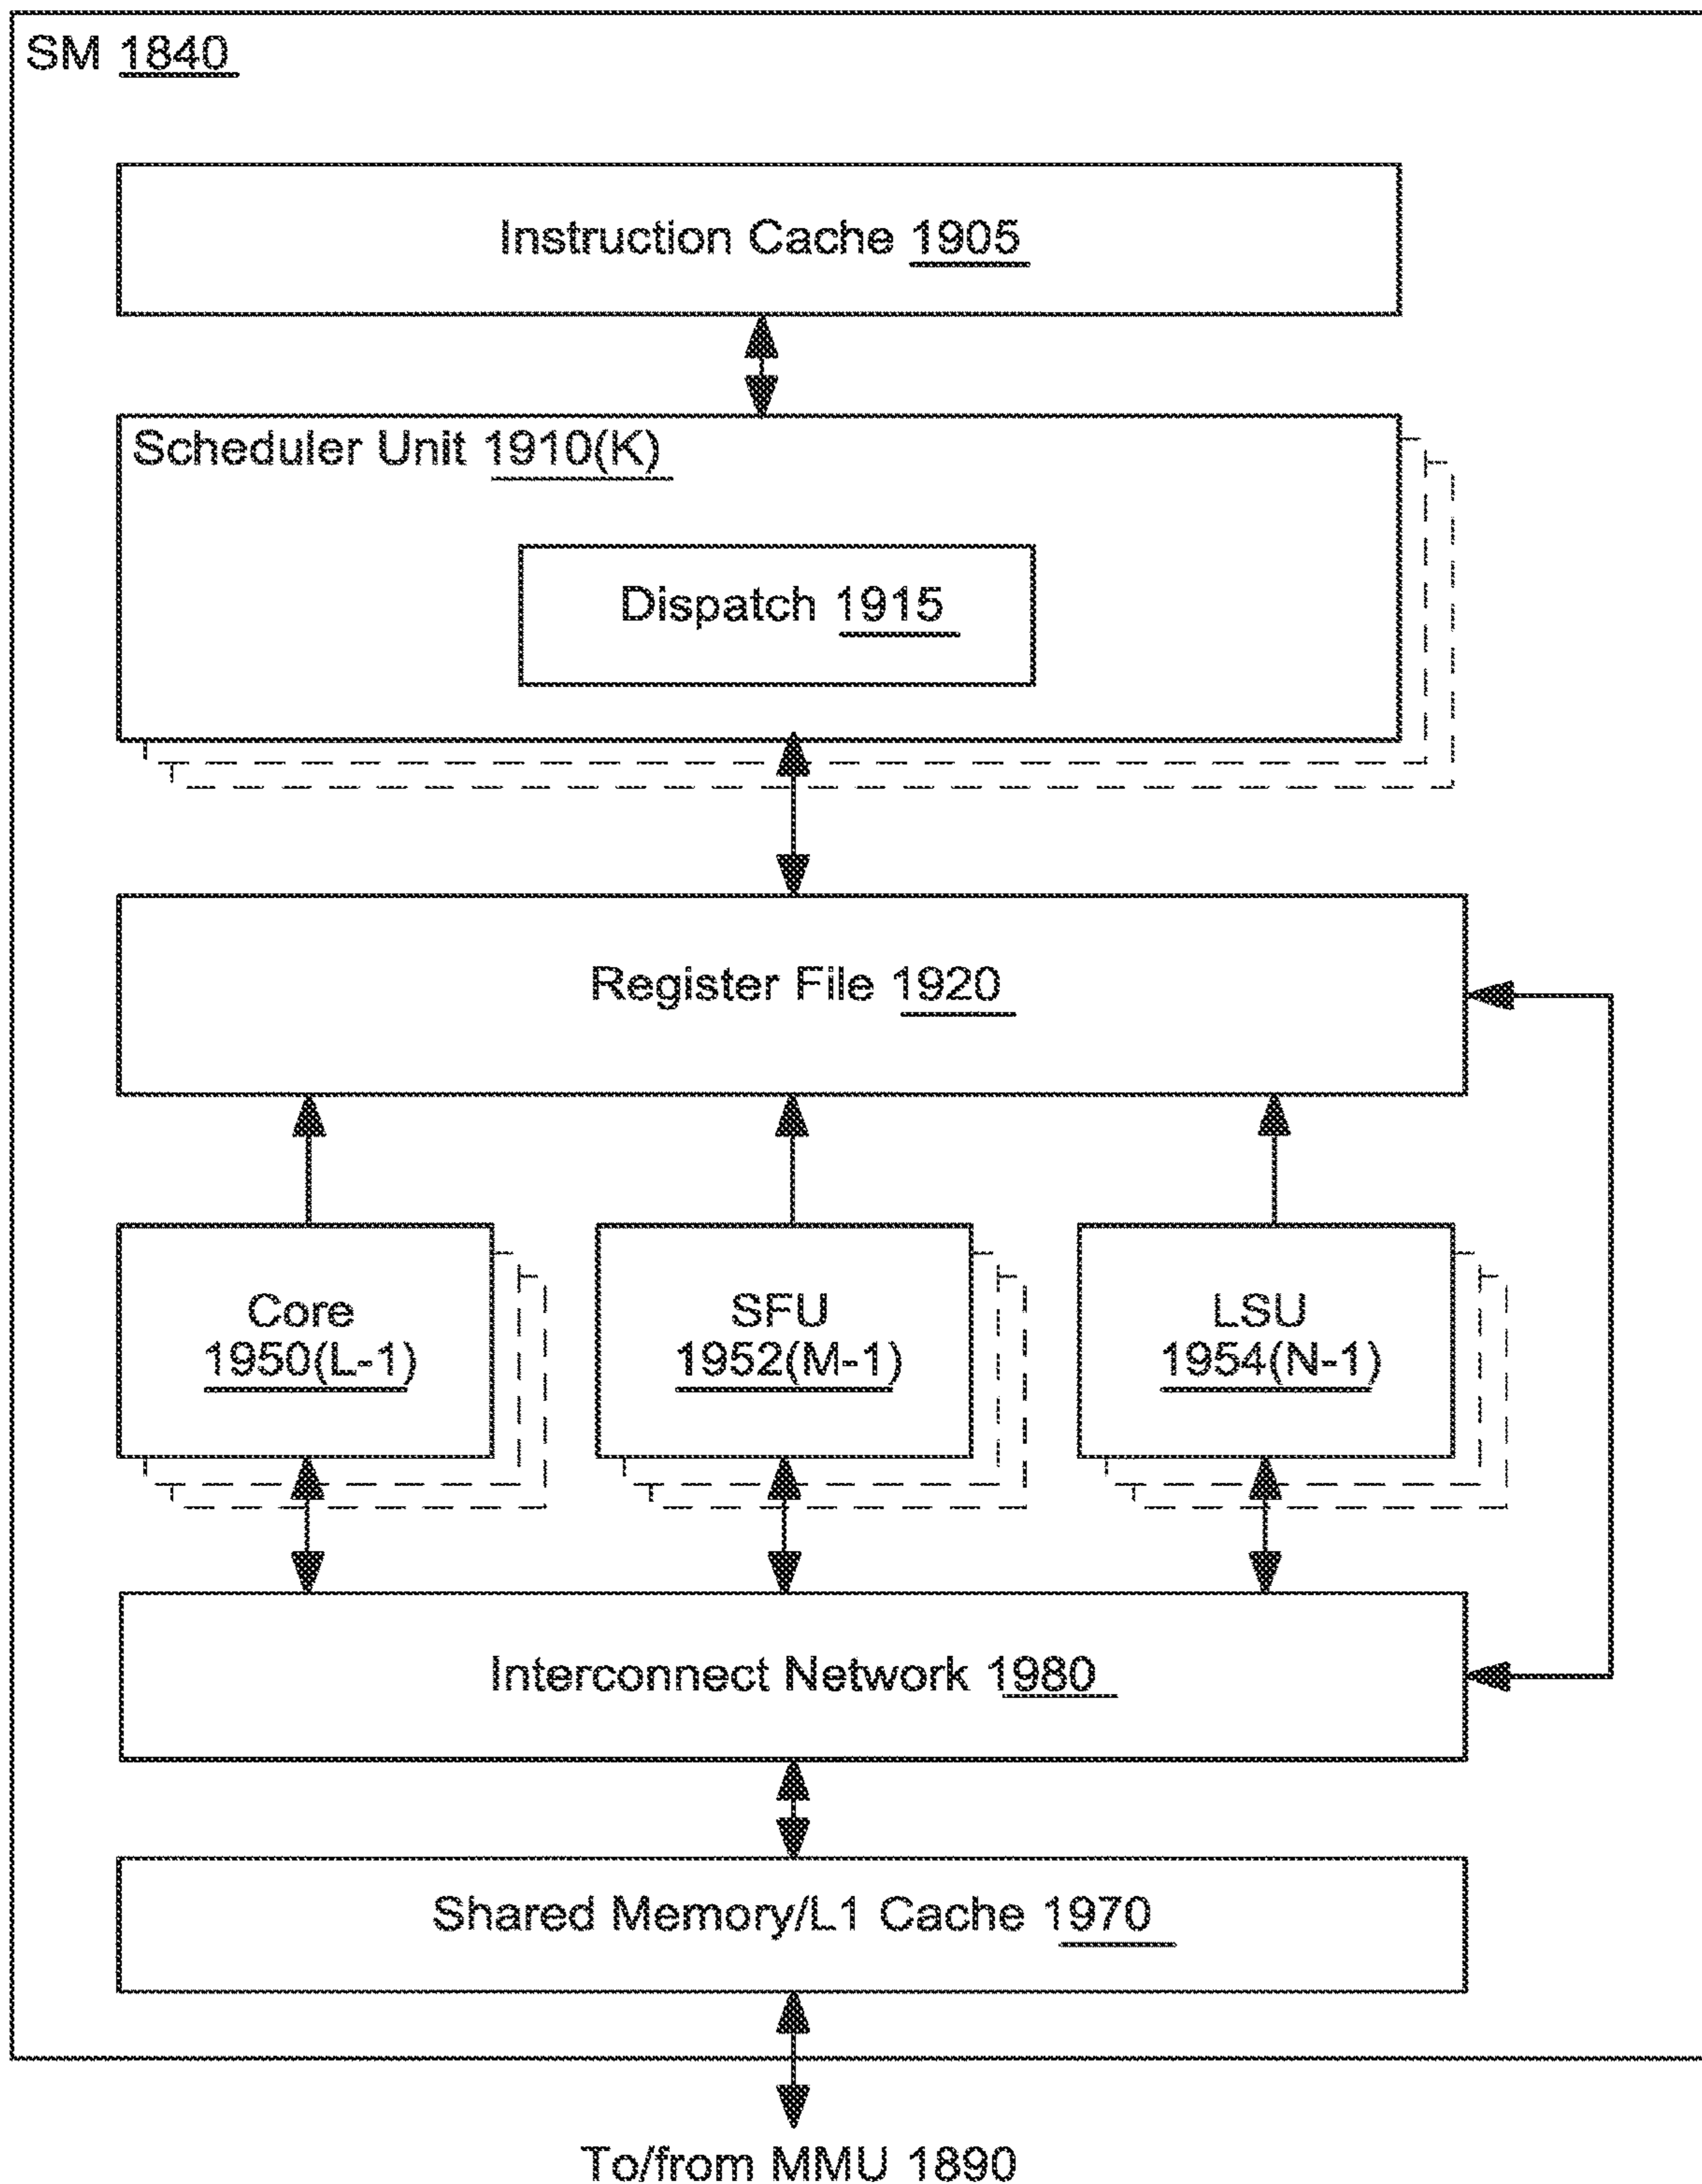 SM 1840
Instruction Cache 1905
Scheduler Unit 1910(K)
Dispatch 1915
Register File 1920
Core
1950(L-1)
SFU
1952(M-1)
LSU
1954(N-1)
Interconnect Network 1980
Shared Memory/L1 Cache 1970
To/from MMU 1890